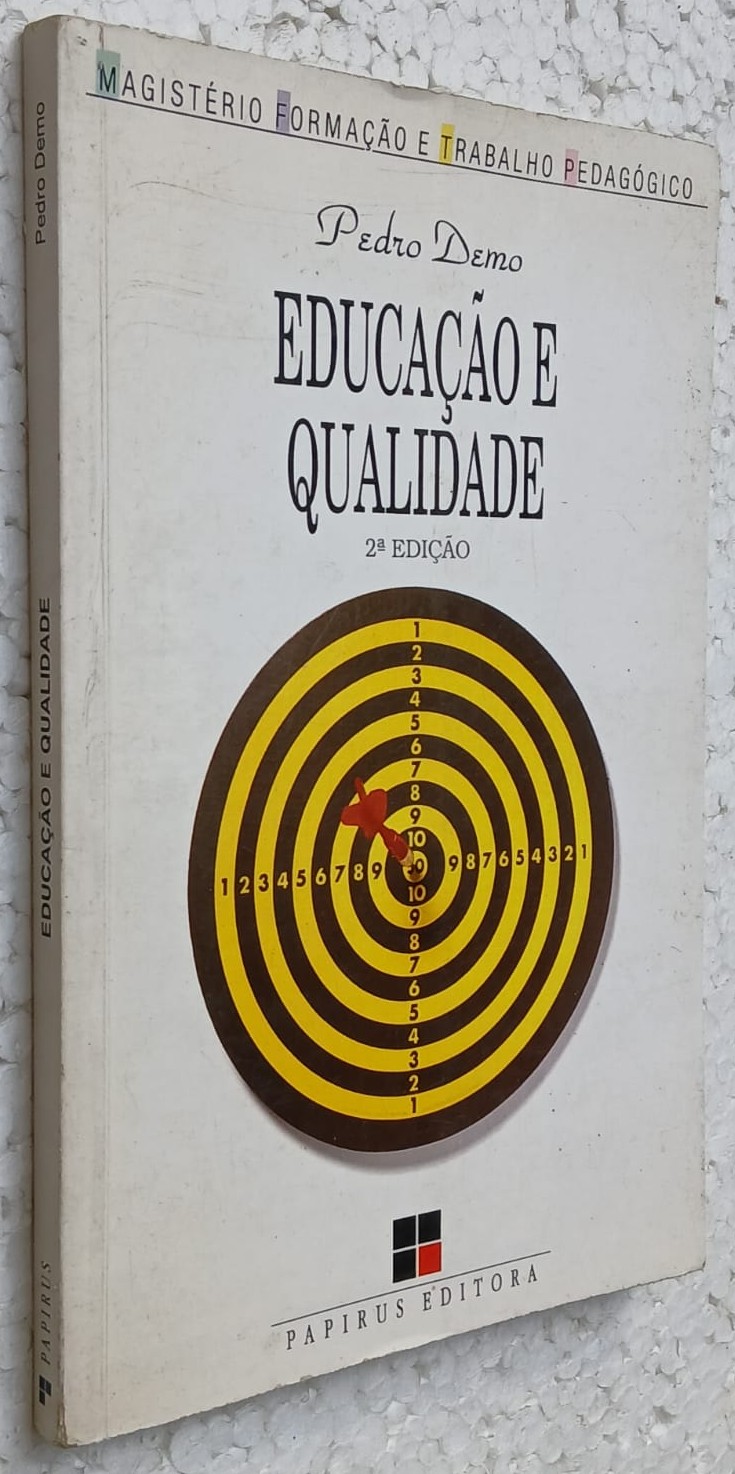 MAGISTÉRIO FORMAÇÃO E TRABALHO PEDAGÓGICO
Pedro Demo
EDUCAÇÃO E
QUALIDADE
2ª EDIÇÃO
1
2
3
4
5
6
7
8
9
10
1 2 3 4 5 6 7 8 9 9 8 7 6 5 4 3 2 1
10
9
8
7
6
5
4
3
2
1
PAPIRUS EDITORA
Pedro Demo
EDUCAÇÃO E QUALIDADE
PAPIRUS